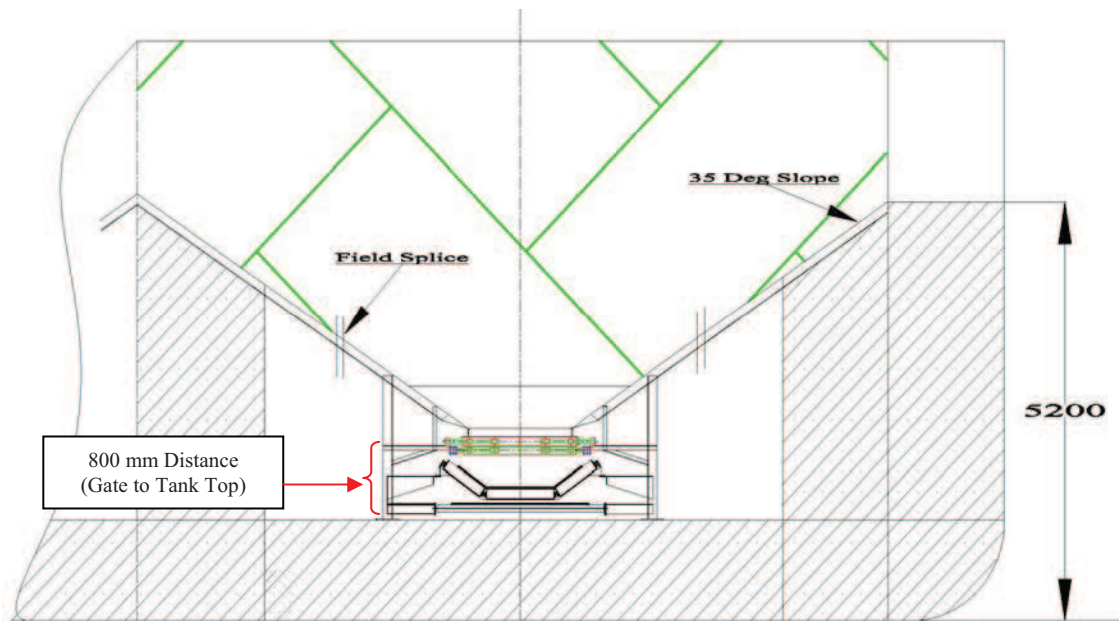 35 Deg Slope
Field Splice
5200
800 mm Distance
(Gate to Tank Top)